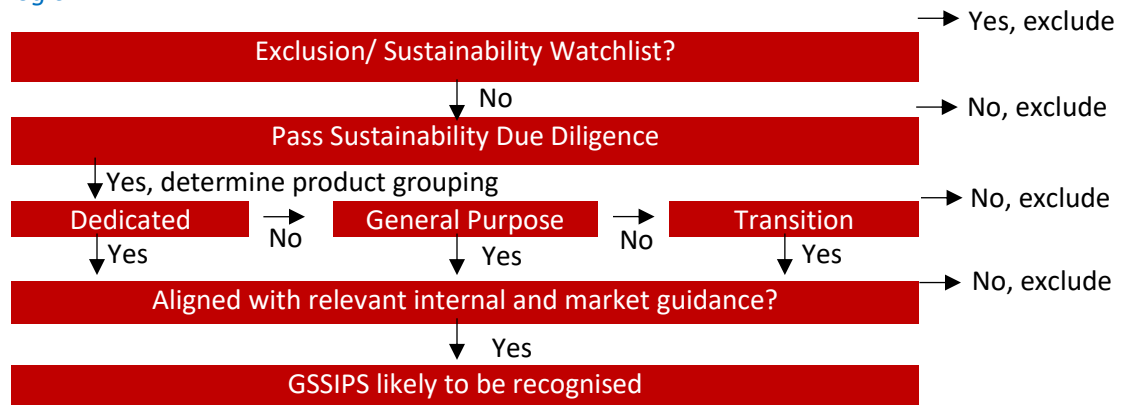 Yes, exclude
Exclusion/ Sustainability Watchlist?
No
No, exclude
Pass Sustainability Due Diligence
Yes, determine product grouping
No, exclude
Dedicated
No
General Purpose
No
Transition
Yes
Yes
Yes
No, exclude
Aligned with relevant internal and market guidance?
Yes
GSSIPS likely to be recognised